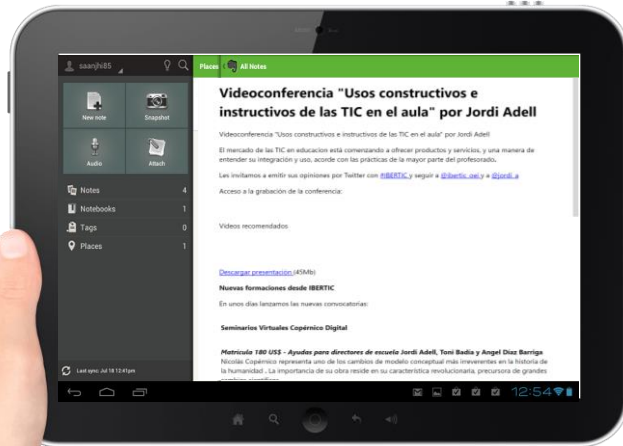 saanjhi85
Places
All Notes
New note
Snapshot
Audio
Attach
Notes 4
Notebooks 1
Tags 0
Places 1
Last sync: Jul 18 12:41pm
Videoconferencia "Usos constructivos e
instructivos de las TIC en el aula" por Jordi Adell
Videoconferencia "Usos constructivos e instructivos de las TIC en el aula" por Jordi Adell
El mercado de las TIC en educacion está comenzando a ofrecer productos y servicios, y una manera de
entender su integración y uso, acorde con las prácticas de la mayor parte del profesorado.
Les invitamos a emitir sus opiniones por Twitter con #IBERTIC y seguir a @ibertic_oei y a @jordi_a
Acceso a la grabación de la conferencia:
Videos recomendados:
Descargar presentación (45Mb)
Nuevas formaciones desde IBERTIC
En unos días lanzamos las nuevas convocatorias:
Seminarios Virtuales Copérnico Digital
Matrícula 180 US$ - Ayudas para directores de escuela Jordi Adell, Toni Badia y Angel Díaz Barriga
Nicolás Copérnico representa uno de los cambios de modelo conceptual más irreverentes en la historia de
la humanidad . La importancia de su obra reside en su característica revolucionaria, precursora de grandes
12:54